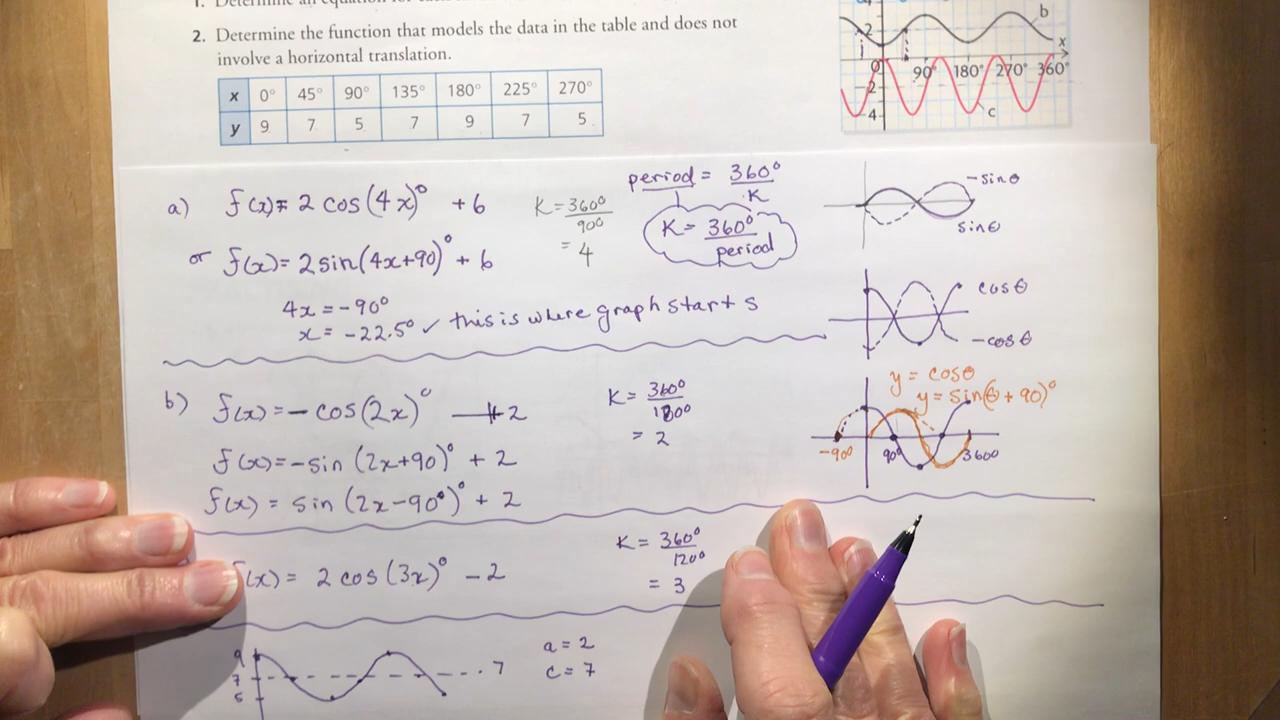 2. Determine the function that models the data in the table and does not
involve a horizontal translation.
x 0° 45° 90° 135° 180° 225° 270°
y 9 7 5 7 9 7 5
b
2
x
0
90° 180° 270° 360°
-2
-4
c
a) f(x) = 2 cos(4x)° + 6
K = 360°/90°
= 4
period = 360°/K
K = 360°/period
or f(x) = 2 sin(4x+90)° + 6
4x = -90°
x = -22.5° ✓ this is where graph starts
-sinθ
sinθ
cosθ
-cosθ
b) f(x) = - cos(2x)° + 2
K = 360°/180°
= 2
f(x) = -sin (2x+90)° + 2
f(x) = sin (2x-90°)° + 2
y = cosθ
y = sin(θ + 90)°
-90° 90° 360°
f(x) = 2 cos(3x)° - 2
K = 360°/120°
= 3
9
7
5
7
a = 2
c = 7